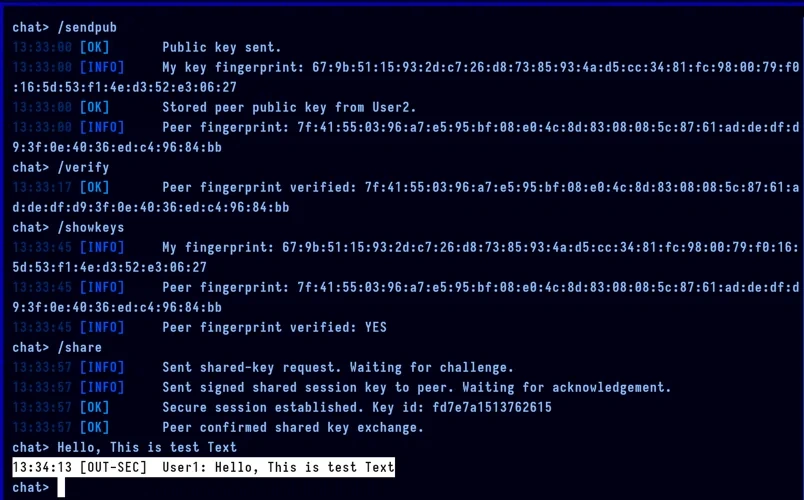 chat> /sendpub
13:33:00 [OK] Public key sent.
13:33:00 [INFO] My key fingerprint: 67:9b:51:15:93:2d:c7:26:d8:73:85:93:4a:d5:cc:34:81:fc:98:00:79:f0
:16:5d:53:f1:4e:d3:52:e3:06:27
13:33:00 [OK] Stored peer public key from User2.
13:33:00 [INFO] Peer fingerprint: 7f:41:55:03:96:a7:e5:95:bf:08:e0:4c:8d:83:08:08:5c:87:61:ad:de:df:d
9:3f:0e:40:36:ed:c4:96:84:bb
chat> /verify
13:33:17 [OK] Peer fingerprint verified: 7f:41:55:03:96:a7:e5:95:bf:08:e0:4c:8d:83:08:08:5c:87:61:a
d:de:df:d9:3f:0e:40:36:ed:c4:96:84:bb
chat> /showkeys
13:33:45 [INFO] My fingerprint: 67:9b:51:15:93:2d:c7:26:d8:73:85:93:4a:d5:cc:34:81:fc:98:00:79:f0:16:
5d:53:f1:4e:d3:52:e3:06:27
13:33:45 [INFO] Peer fingerprint: 7f:41:55:03:96:a7:e5:95:bf:08:e0:4c:8d:83:08:08:5c:87:61:ad:de:df:d
9:3f:0e:40:36:ed:c4:96:84:bb
13:33:45 [INFO] Peer fingerprint verified: YES
chat> /share
13:33:57 [INFO] Sent shared-key request. Waiting for challenge.
13:33:57 [INFO] Sent signed shared session key to peer. Waiting for acknowledgement.
13:33:57 [OK] Secure session established. Key id: fd7e7a1513762615
13:33:57 [OK] Peer confirmed shared key exchange.
chat> Hello, This is test Text
13:34:13 [OUT-SEC] User1: Hello, This is test Text
chat>